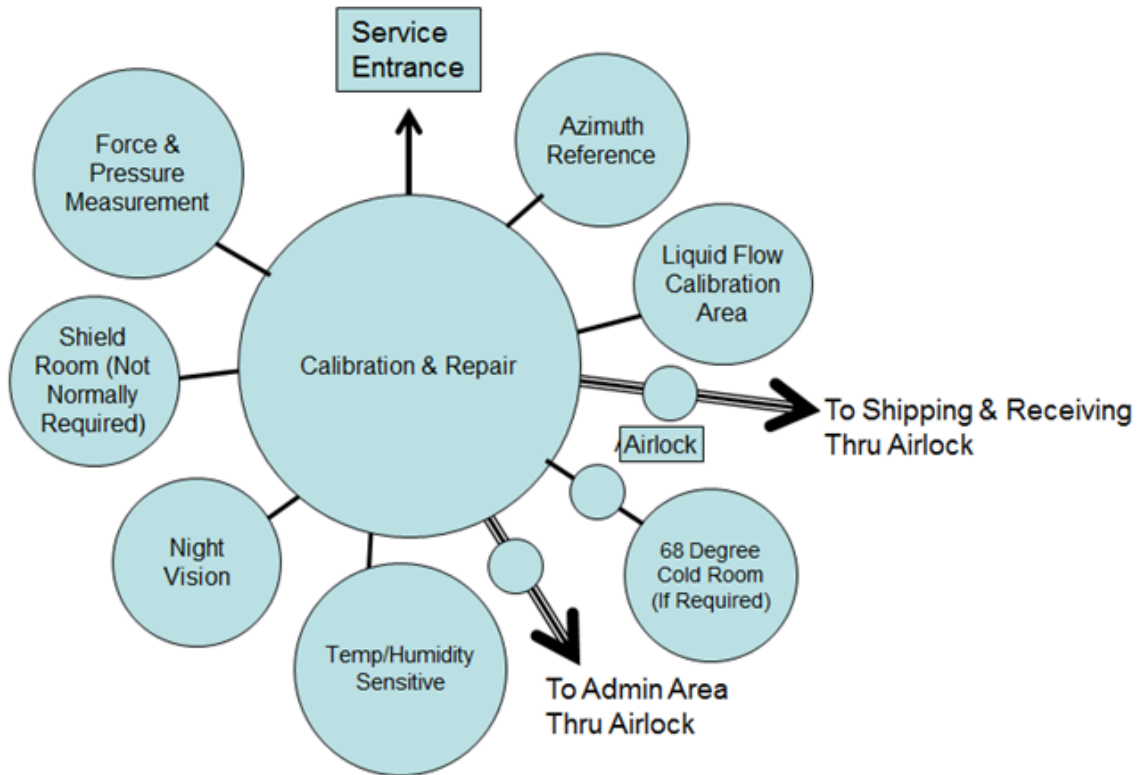 Service
Entrance
Azimuth
Reference
Force &
Pressure
Measurement
Liquid Flow
Calibration
Area
Shield
Room (Not
Normally
Required)
Calibration & Repair
To Shipping & Receiving
Thru Airlock
Airlock
68 Degree
Cold Room
(If Required)
Night
Vision
Temp/Humidity
Sensitive
To Admin Area
Thru Airlock